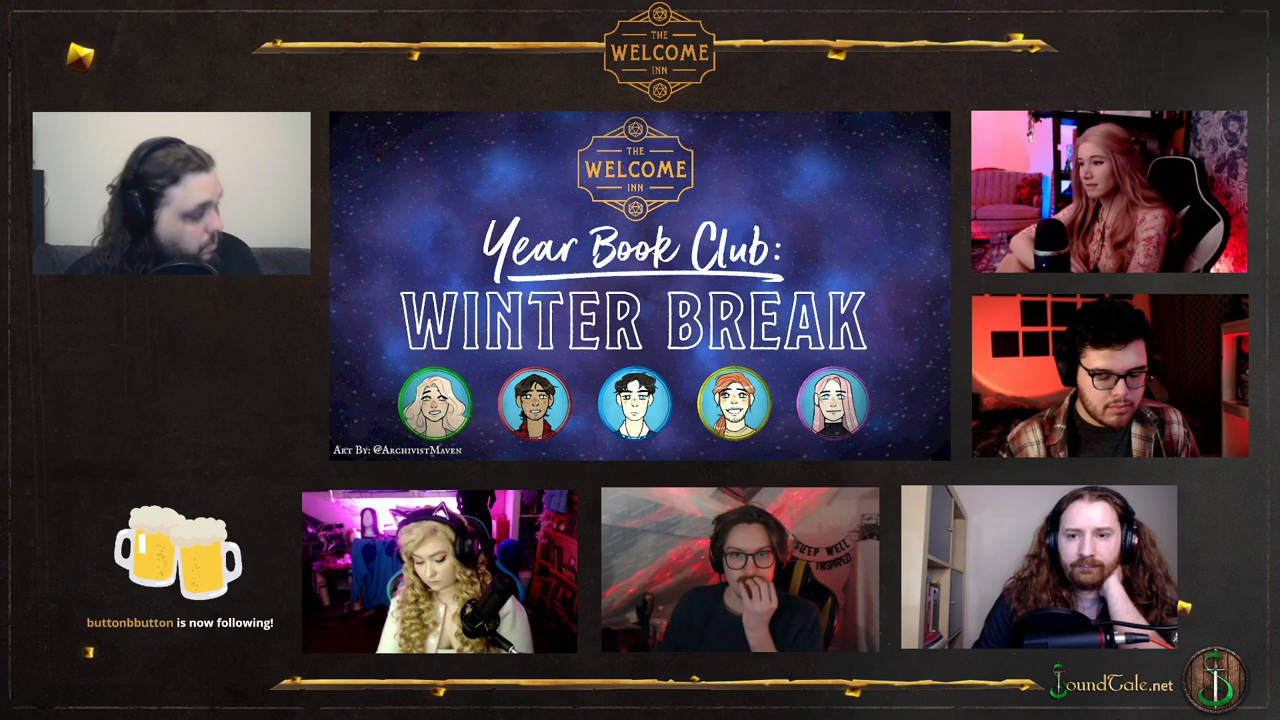 THE
WELCOME
INN
THE
WELCOME
INN
Year Book Club:
WINTER BREAK
ART BY: @ARCHIVISTMAVEN
SLEEP WELL
INSPIRED
buttonbbutton is now following!
SoundTale.net